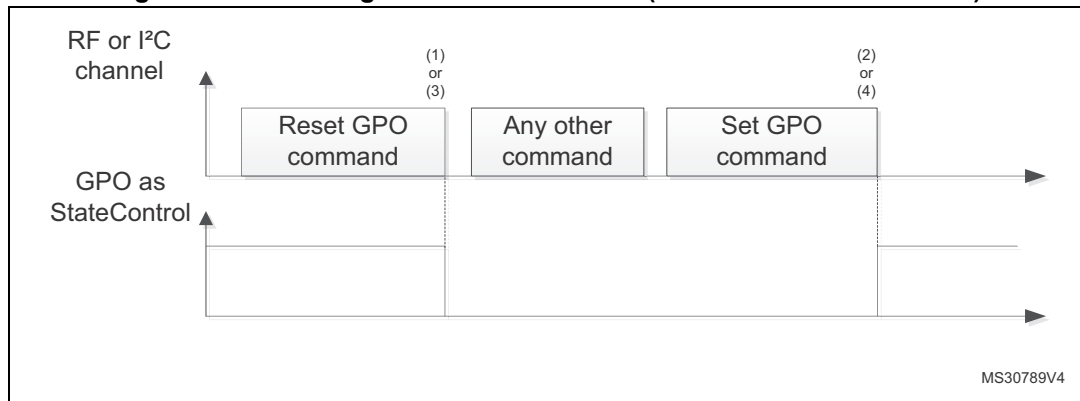 RF or I²C
channel
(1)
or
(3)
(2)
or
(4)
Reset GPO
command
Any other
command
Set GPO
command
GPO as
StateControl
MS30789V4